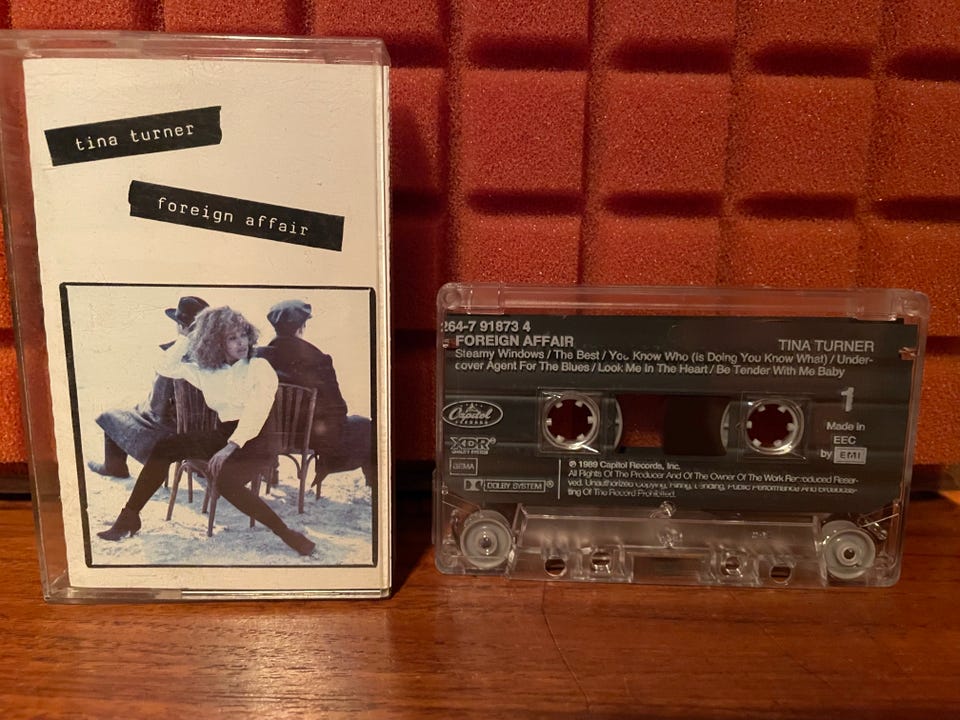 tina turner
foreign affair
264-7 91873 4
FOREIGN AFFAIR
TINA TURNER
Steamy Windows / The Best / You Know Who (is Doing You Know What) / Under-
cover Agent For The Blues / Look Me In The Heart / Be Tender With Me Baby
1
Capitol
RECORDS
Made in
EEC
by EMI
XDR®
GEMA
DOLBY SYSTEM®
℗ 1989 Capitol Records, Inc.
All Rights Of The Producer And Of The Owner Of The Work Reproduced Reser-
ved. Unauthorized Copying, Hiring, Lending, Public Performance And Broadcas-
ting Of The Record Prohibited.